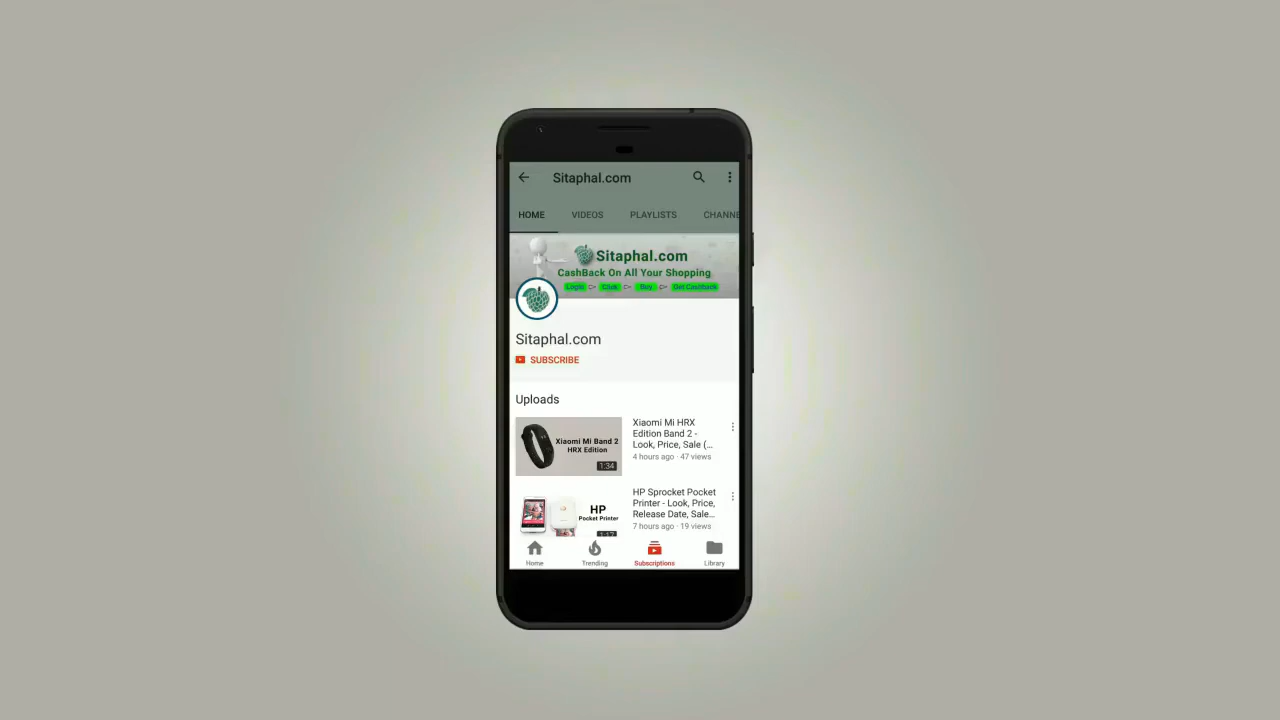 Sitaphal.com
HOME VIDEOS PLAYLISTS CHANNE
Sitaphal.com
CashBack On All Your Shopping
Login Click Buy Get Cashback
Sitaphal.com
SUBSCRIBE
Uploads
Xiaomi Mi Band 2
HRX Edition
1:34
Xiaomi Mi HRX
Edition Band 2 -
Look, Price, Sale (...
4 hours ago · 47 views
HP
Pocket Printer
1:17
HP Sprocket Pocket
Printer - Look, Price,
Release Date, Sale...
7 hours ago · 19 views
Home Trending Subscriptions Library